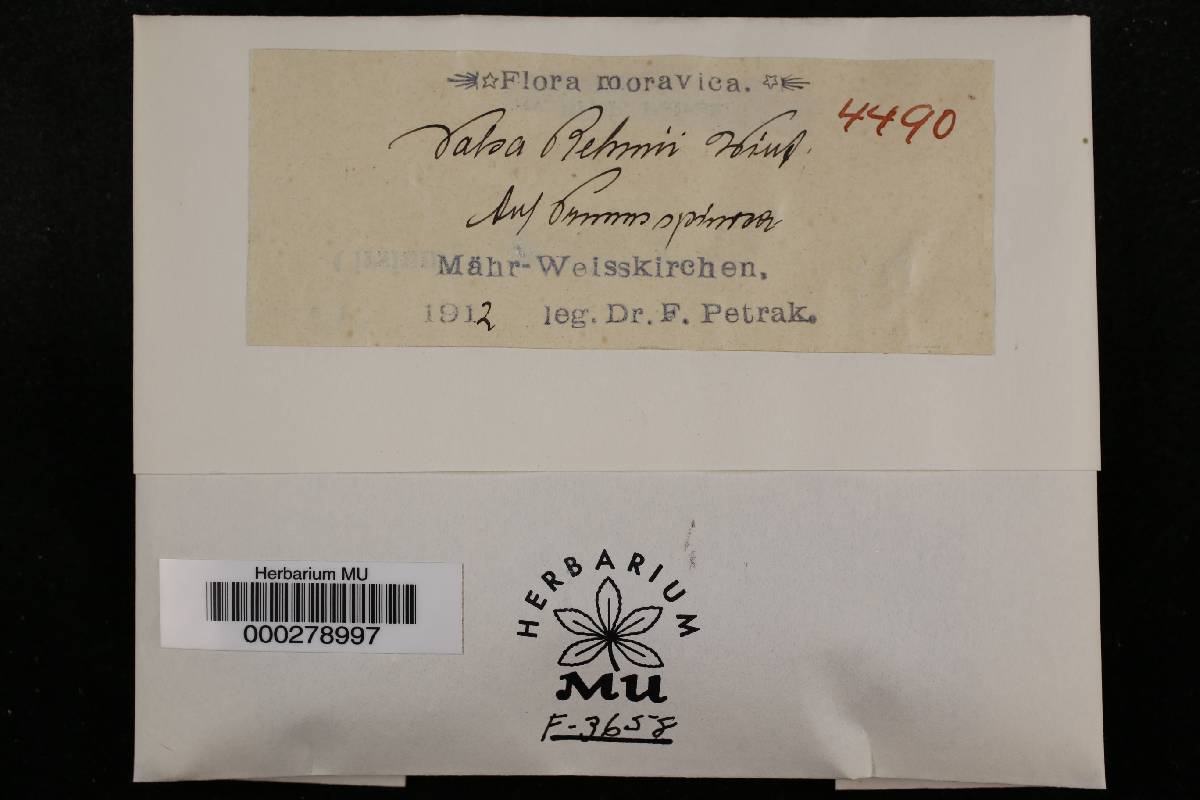 Flora moravica.
Valsa Rehmii Wint. 4490
Auf Prunus spinosa
Mähr-Weisskirchen,
1912 leg. Dr. F. Petrak.
Herbarium MU
000278997
HERBARIUM
MU
F-3658